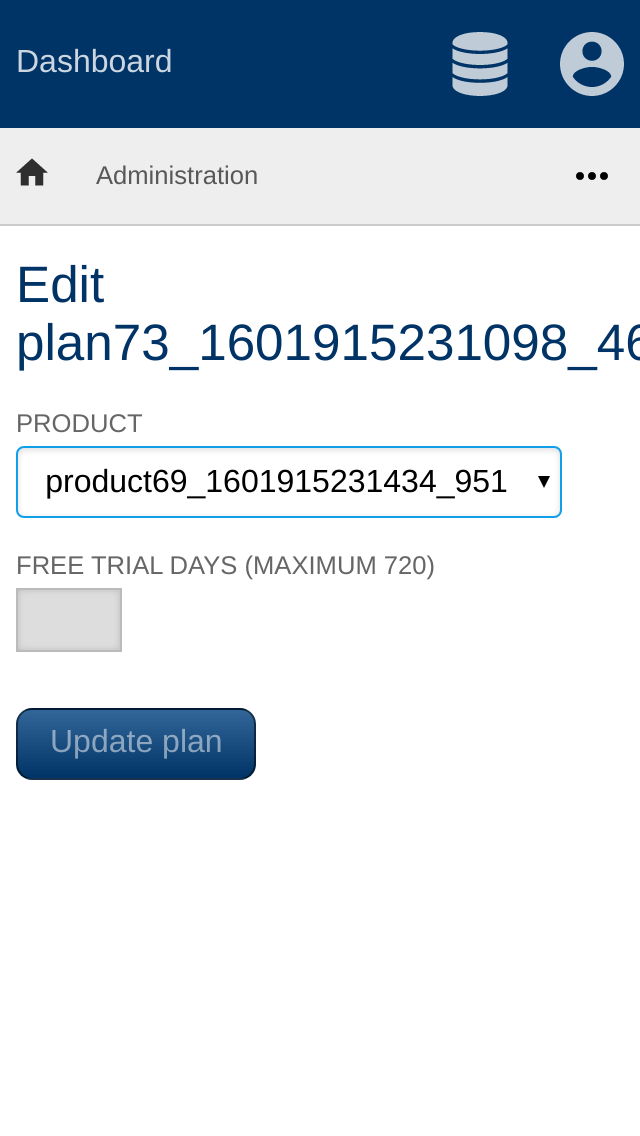 Dashboard
Administration
Edit
plan73_1601915231098_46
PRODUCT
product69_1601915231434_951
FREE TRIAL DAYS (MAXIMUM 720)
Update plan